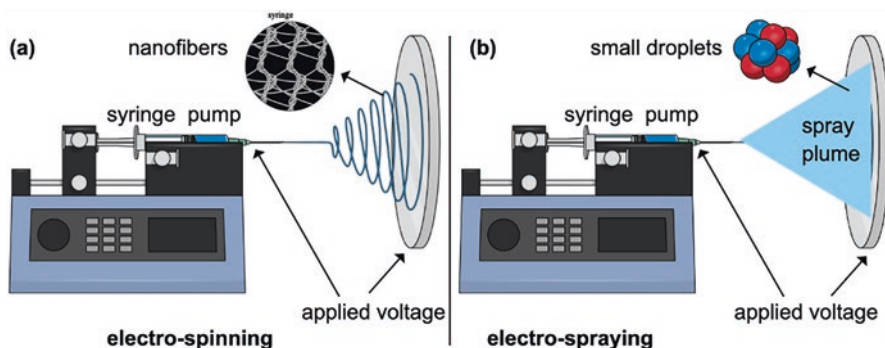 (a)
syringe
nanofibers
syringe pump
applied voltage
electro-spinning
(b)
small droplets
syringe pump
spray
plume
applied voltage
electro-spraying